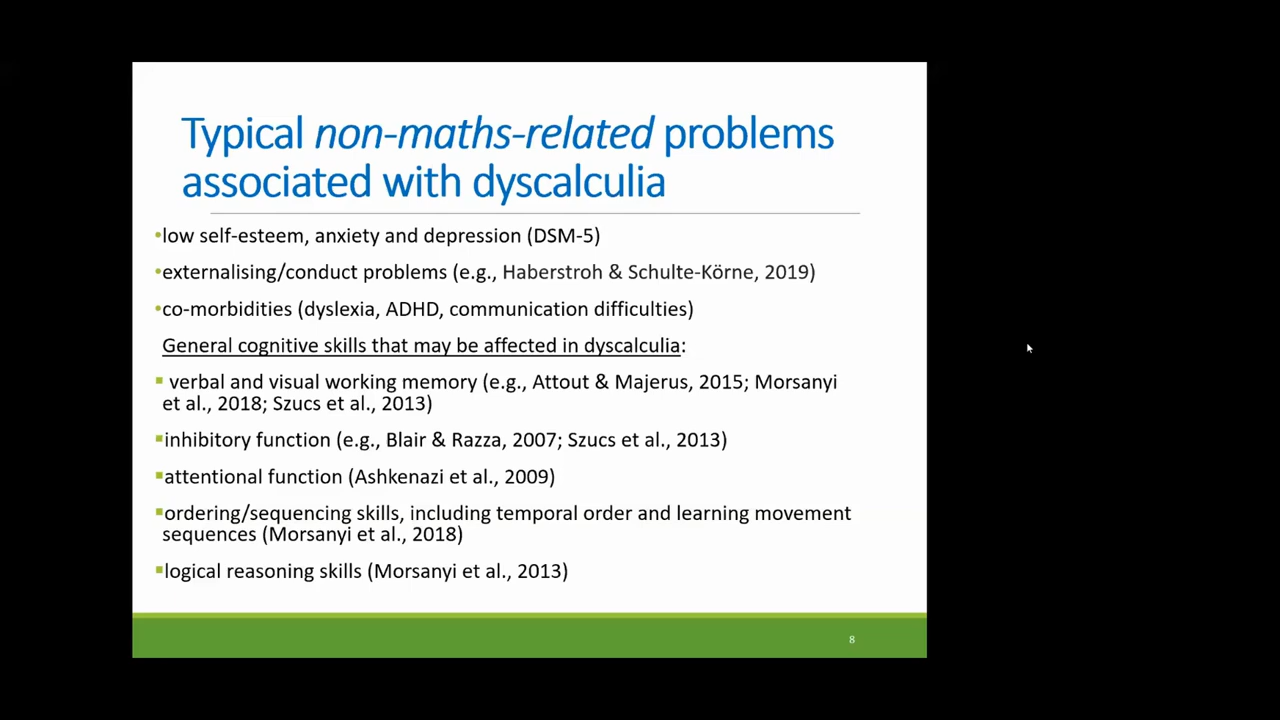 Typical non-maths-related problems
associated with dyscalculia
•low self-esteem, anxiety and depression (DSM-5)
•externalising/conduct problems (e.g., Haberstroh & Schulte-Körne, 2019)
•co-morbidities (dyslexia, ADHD, communication difficulties)
General cognitive skills that may be affected in dyscalculia:
▪ verbal and visual working memory (e.g., Attout & Majerus, 2015; Morsanyi
et al., 2018; Szucs et al., 2013)
▪inhibitory function (e.g., Blair & Razza, 2007; Szucs et al., 2013)
▪attentional function (Ashkenazi et al., 2009)
▪ordering/sequencing skills, including temporal order and learning movement
sequences (Morsanyi et al., 2018)
▪logical reasoning skills (Morsanyi et al., 2013)
8